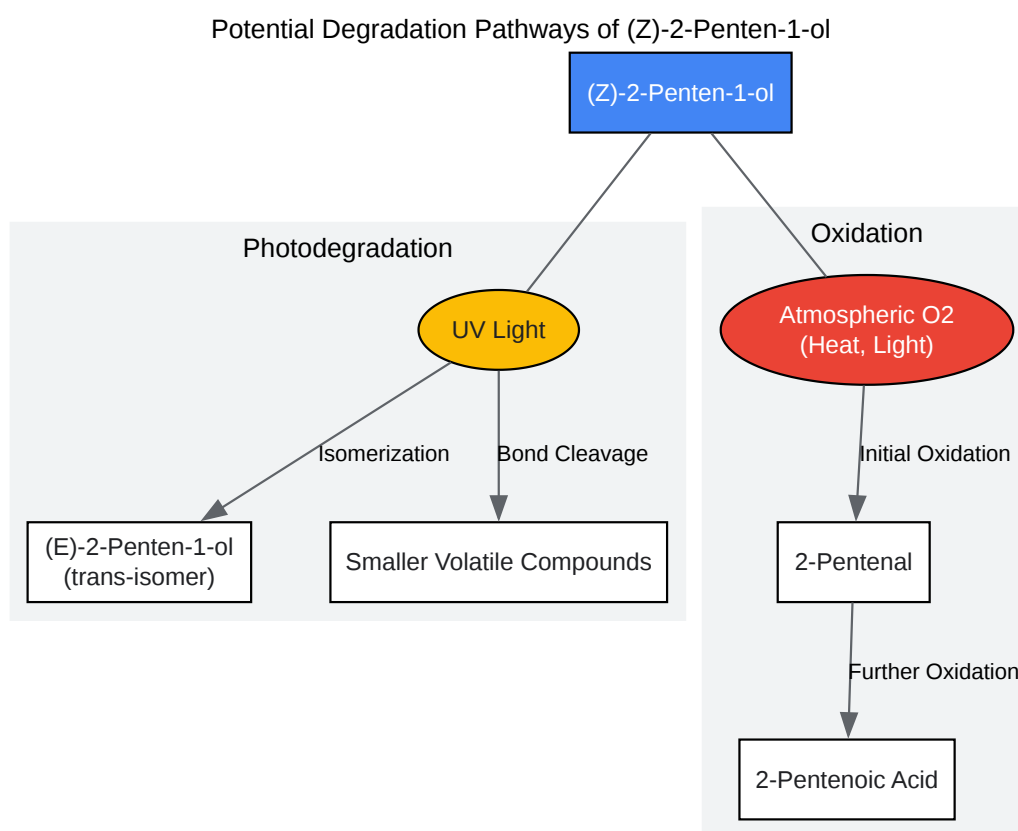 Potential Degradation Pathways of (Z)-2-Penten-1-ol
(Z)-2-Penten-1-ol
Photodegradation
UV Light
Isomerization
Bond Cleavage
(E)-2-Penten-1-ol
(trans-isomer)
Smaller Volatile Compounds
Oxidation
Atmospheric O2
(Heat, Light)
Initial Oxidation
2-Pentenal
Further Oxidation
2-Pentenoic Acid